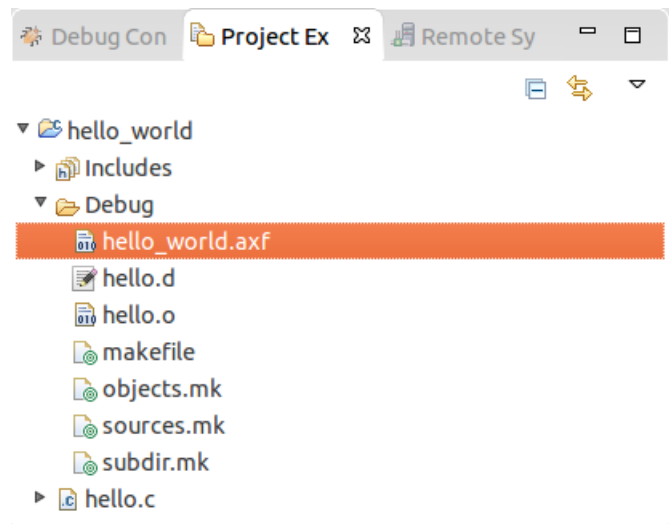 Debug Con Project Ex Remote Sy
hello_world
Includes
Debug
hello_world.axf
hello.d
hello.o
makefile
objects.mk
sources.mk
subdir.mk
hello.c